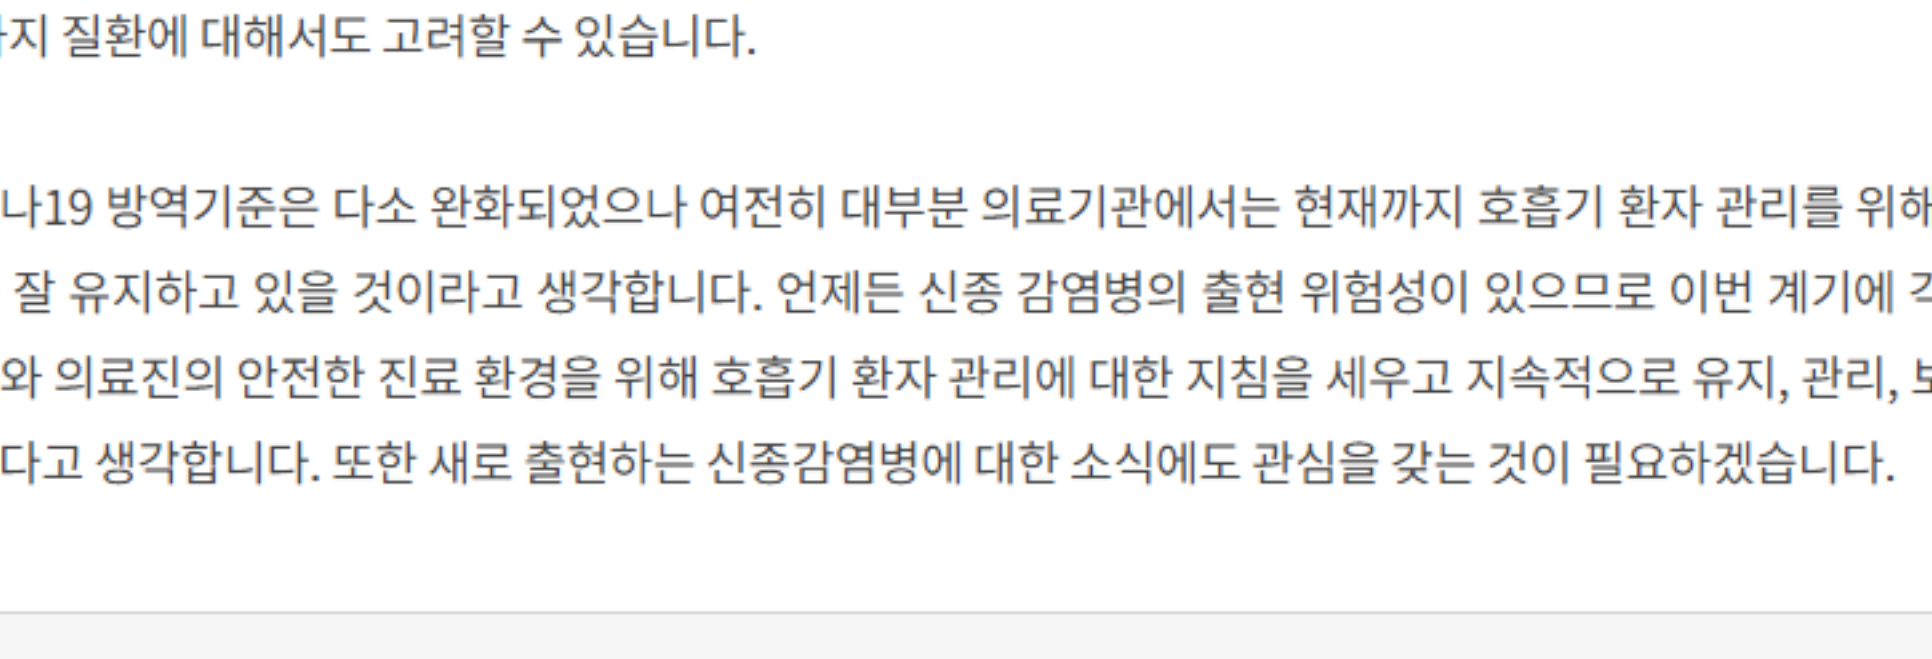 지 질환에 대해서도 고려할 수 있습니다.
나19 방역기준은 다소 완화되었으나 여전히 대부분 의료기관에서는 현재까지 호흡기 환자 관리를 위해
잘 유지하고 있을 것이라고 생각합니다. 언제든 신종 감염병의 출현 위험성이 있으므로 이번 계기에
와 의료진의 안전한 진료 환경을 위해 호흡기 환자 관리에 대한 지침을 세우고 지속적으로 유지, 관리,
다고 생각합니다. 또한 새로 출현하는 신종감염병에 대한 소식에도 관심을 갖는 것이 필요하겠습니다.